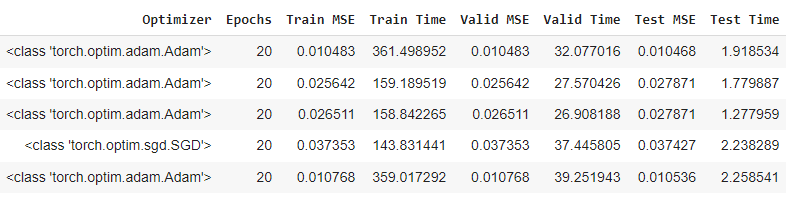 Optimizer Epochs Train MSE Train Time Valid MSE Valid Time Test MSE Test Time
<class 'torch.optim.adam.Adam'> 20 0.010483 361.498952 0.010483 32.077016 0.010468 1.918534
<class 'torch.optim.adam.Adam'> 20 0.025642 159.189519 0.025642 27.570426 0.027871 1.779887
<class 'torch.optim.adam.Adam'> 20 0.026511 158.842265 0.026511 26.908188 0.027871 1.277959
<class 'torch.optim.sgd.SGD'> 20 0.037353 143.831441 0.037353 37.445805 0.037427 2.238289
<class 'torch.optim.adam.Adam'> 20 0.010768 359.017292 0.010768 39.251943 0.010536 2.258541